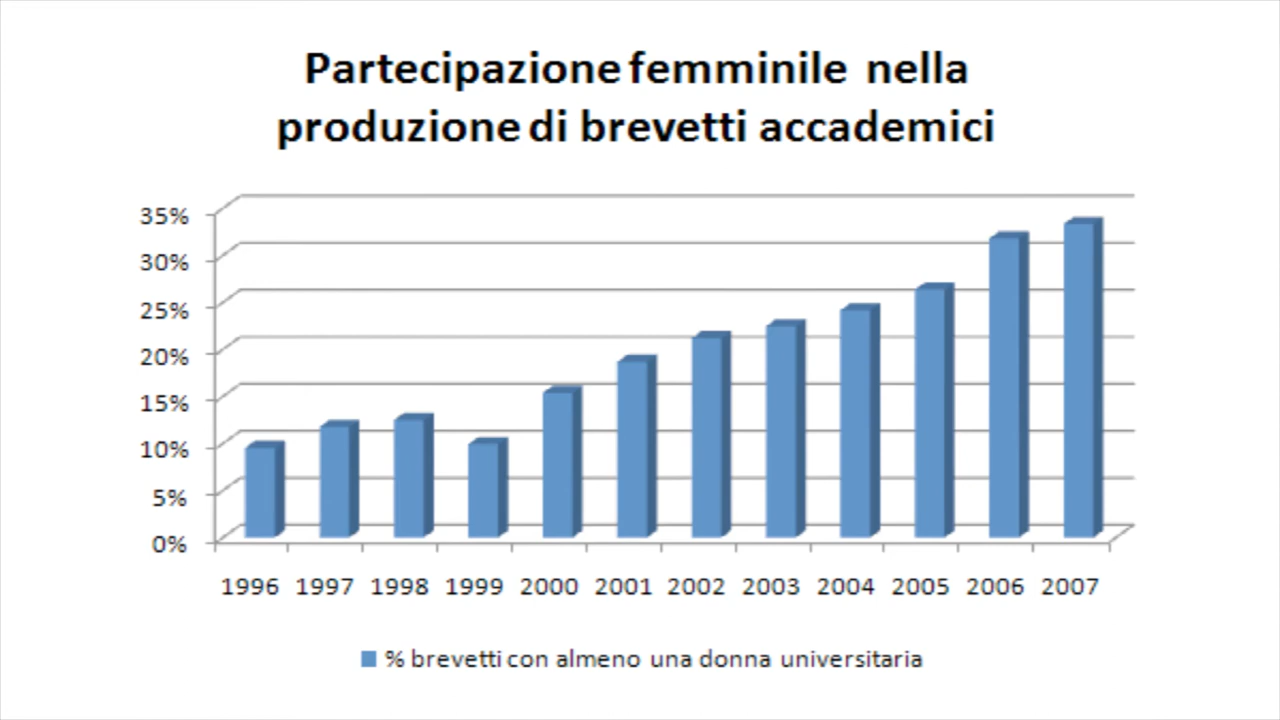 Partecipazione femminile nella
produzione di brevetti accademici
35%
30%
25%
20%
15%
10%
5%
0%
1996 1997 1998 1999 2000 2001 2002 2003 2004 2005 2006 2007
% brevetti con almeno una donna universitaria